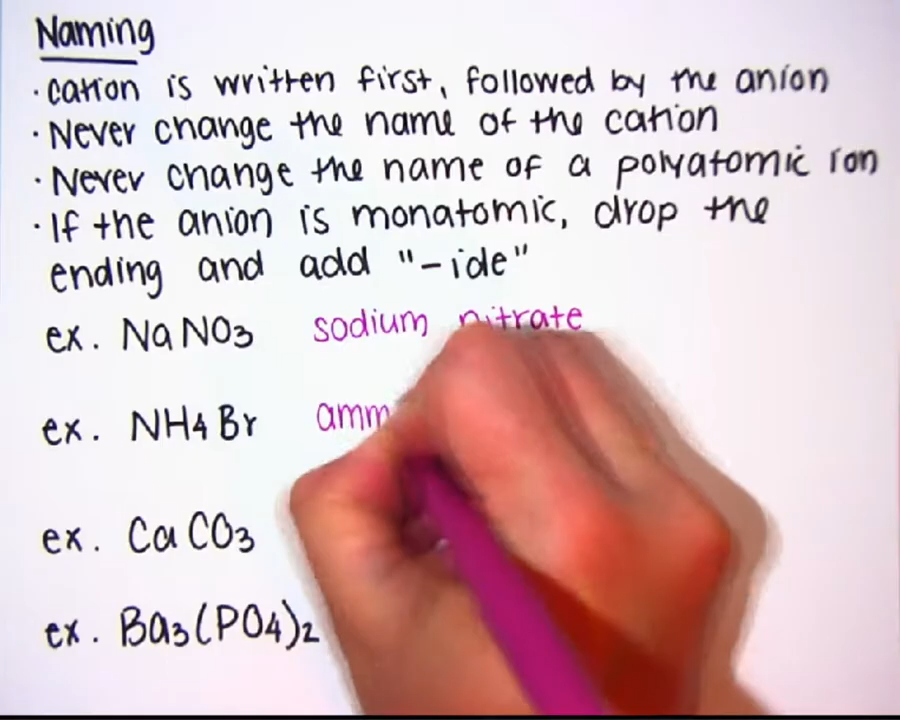 Naming
· cation is written first, followed by the anion
· Never change the name of the cation
· Never change the name of a polyatomic ion
· If the anion is monatomic, drop the
ending and add "-ide"
ex. NaNO3 sodium nitrate
ex. NH4Br amm
ex. CaCO3
ex. Ba3(PO4)2